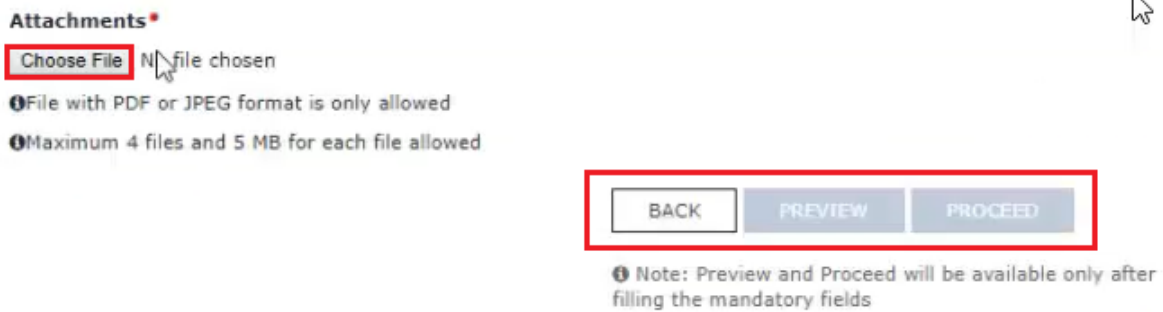 Attachments*
Choose File No file chosen
File with PDF or JPEG format is only allowed
Maximum 4 files and 5 MB for each file allowed
BACK PREVIEW PROCEED
Note: Preview and Proceed will be available only after
filling the mandatory fields